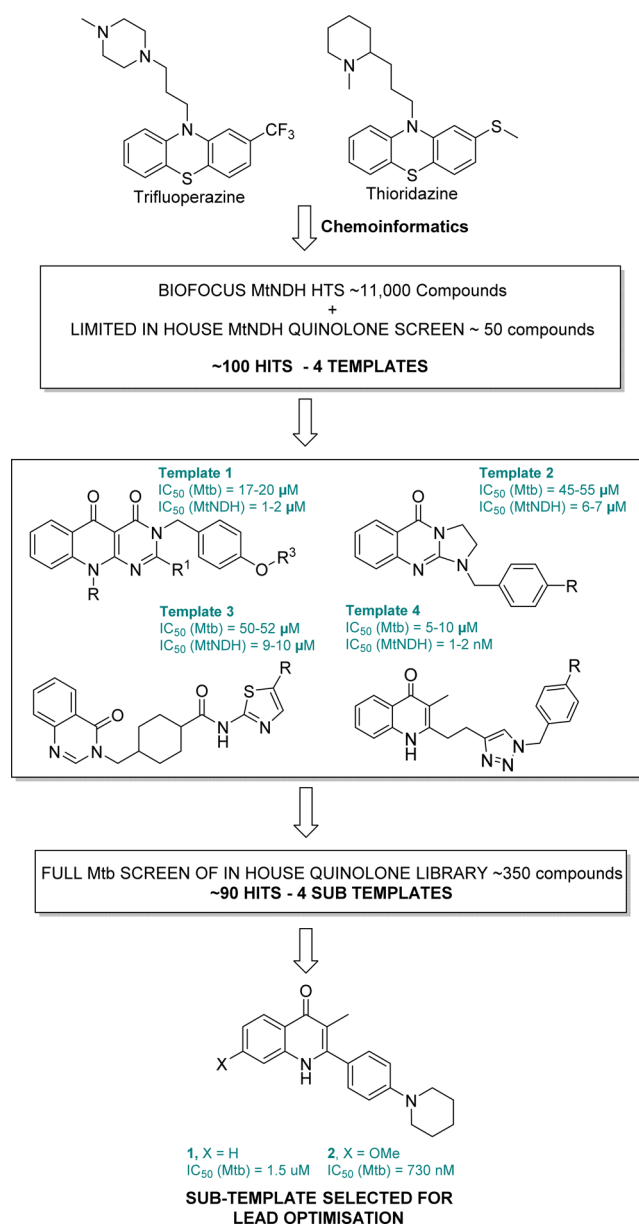 N
N
N
N
CF3
N
S
S
S
Trifluoperazine
Thioridazine
Chemoinformatics
BIOFOCUS MtNDH HTS ~11,000 Compounds
+
LIMITED IN HOUSE MtNDH QUINOLONE SCREEN ~ 50 compounds
~100 HITS - 4 TEMPLATES
Template 1
IC50 (Mtb) = 17-20 µM
IC50 (MtNDH) = 1-2 µM
O O
N
N N
R
R1
O
R3
Template 2
IC50 (Mtb) = 45-55 µM
IC50 (MtNDH) = 6-7 µM
O
N
N N
R
Template 3
IC50 (Mtb) = 50-52 µM
IC50 (MtNDH) = 9-10 µM
R
O
O
S
N
N
N
H
N
Template 4
IC50 (Mtb) = 5-10 µM
IC50 (MtNDH) = 1-2 nM
R
O
N
H
N
N=N
FULL Mtb SCREEN OF IN HOUSE QUINOLONE LIBRARY ~350 compounds
~90 HITS - 4 SUB TEMPLATES
O
X
N
H
N
1, X = H
IC50 (Mtb) = 1.5 uM
2, X = OMe
IC50 (Mtb) = 730 nM
SUB-TEMPLATE SELECTED FOR
LEAD OPTIMISATION